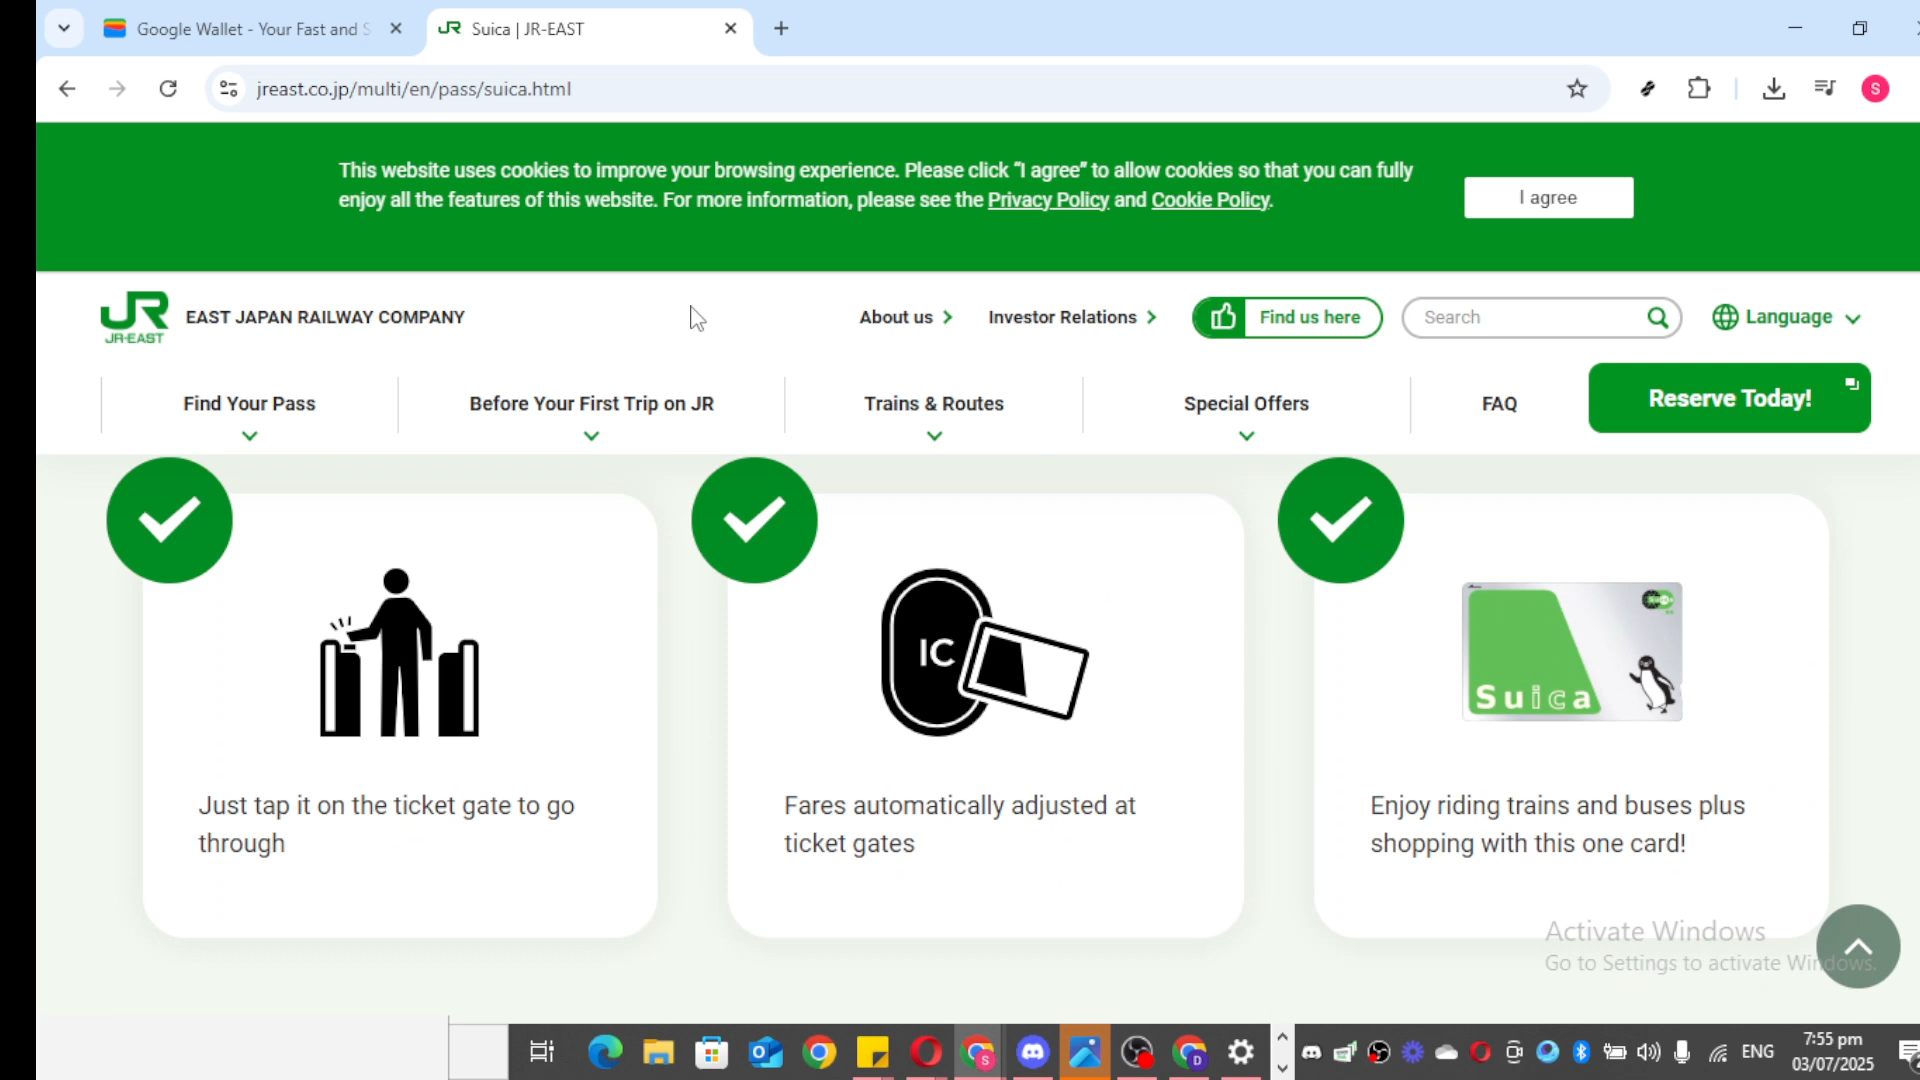 Google Wallet - Your Fast and S
Suica | JR-EAST
jreast.co.jp/multi/en/pass/suica.html
S
This website uses cookies to improve your browsing experience. Please click “I agree” to allow cookies so that you can fully
enjoy all the features of this website. For more information, please see the Privacy Policy and Cookie Policy.
I agree
JR
JR-EAST
EAST JAPAN RAILWAY COMPANY
About us
Investor Relations
Find us here
Search
Language
Find Your Pass
Before Your First Trip on JR
Trains & Routes
Special Offers
FAQ
Reserve Today!
IC
Suica
Just tap it on the ticket gate to go
through
Fares automatically adjusted at
ticket gates
Enjoy riding trains and buses plus
shopping with this one card!
Activate Windows
Go to Settings to activate Windows.
ENG
7:55 pm
03/07/2025